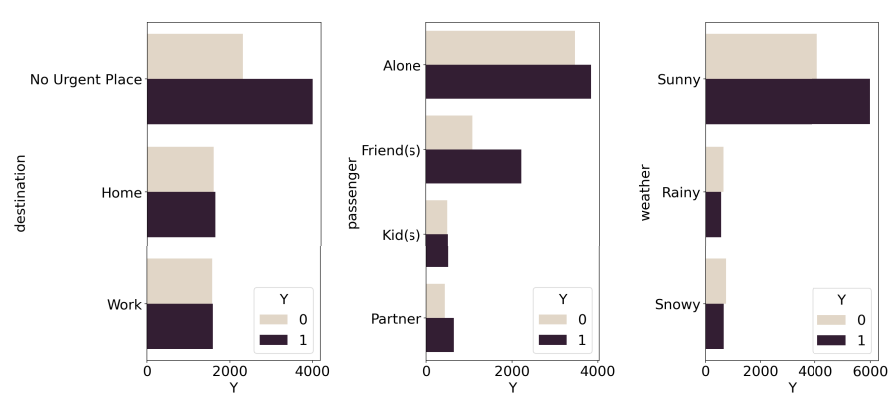 destination
No Urgent Place
Home
Work
0 2000 4000
Y
Y
0
1
passenger
Alone
Friend(s)
Kid(s)
Partner
0 2000 4000
Y
Y
0
1
weather
Sunny
Rainy
Snowy
0 2000 4000 6000
Y
Y
0
1